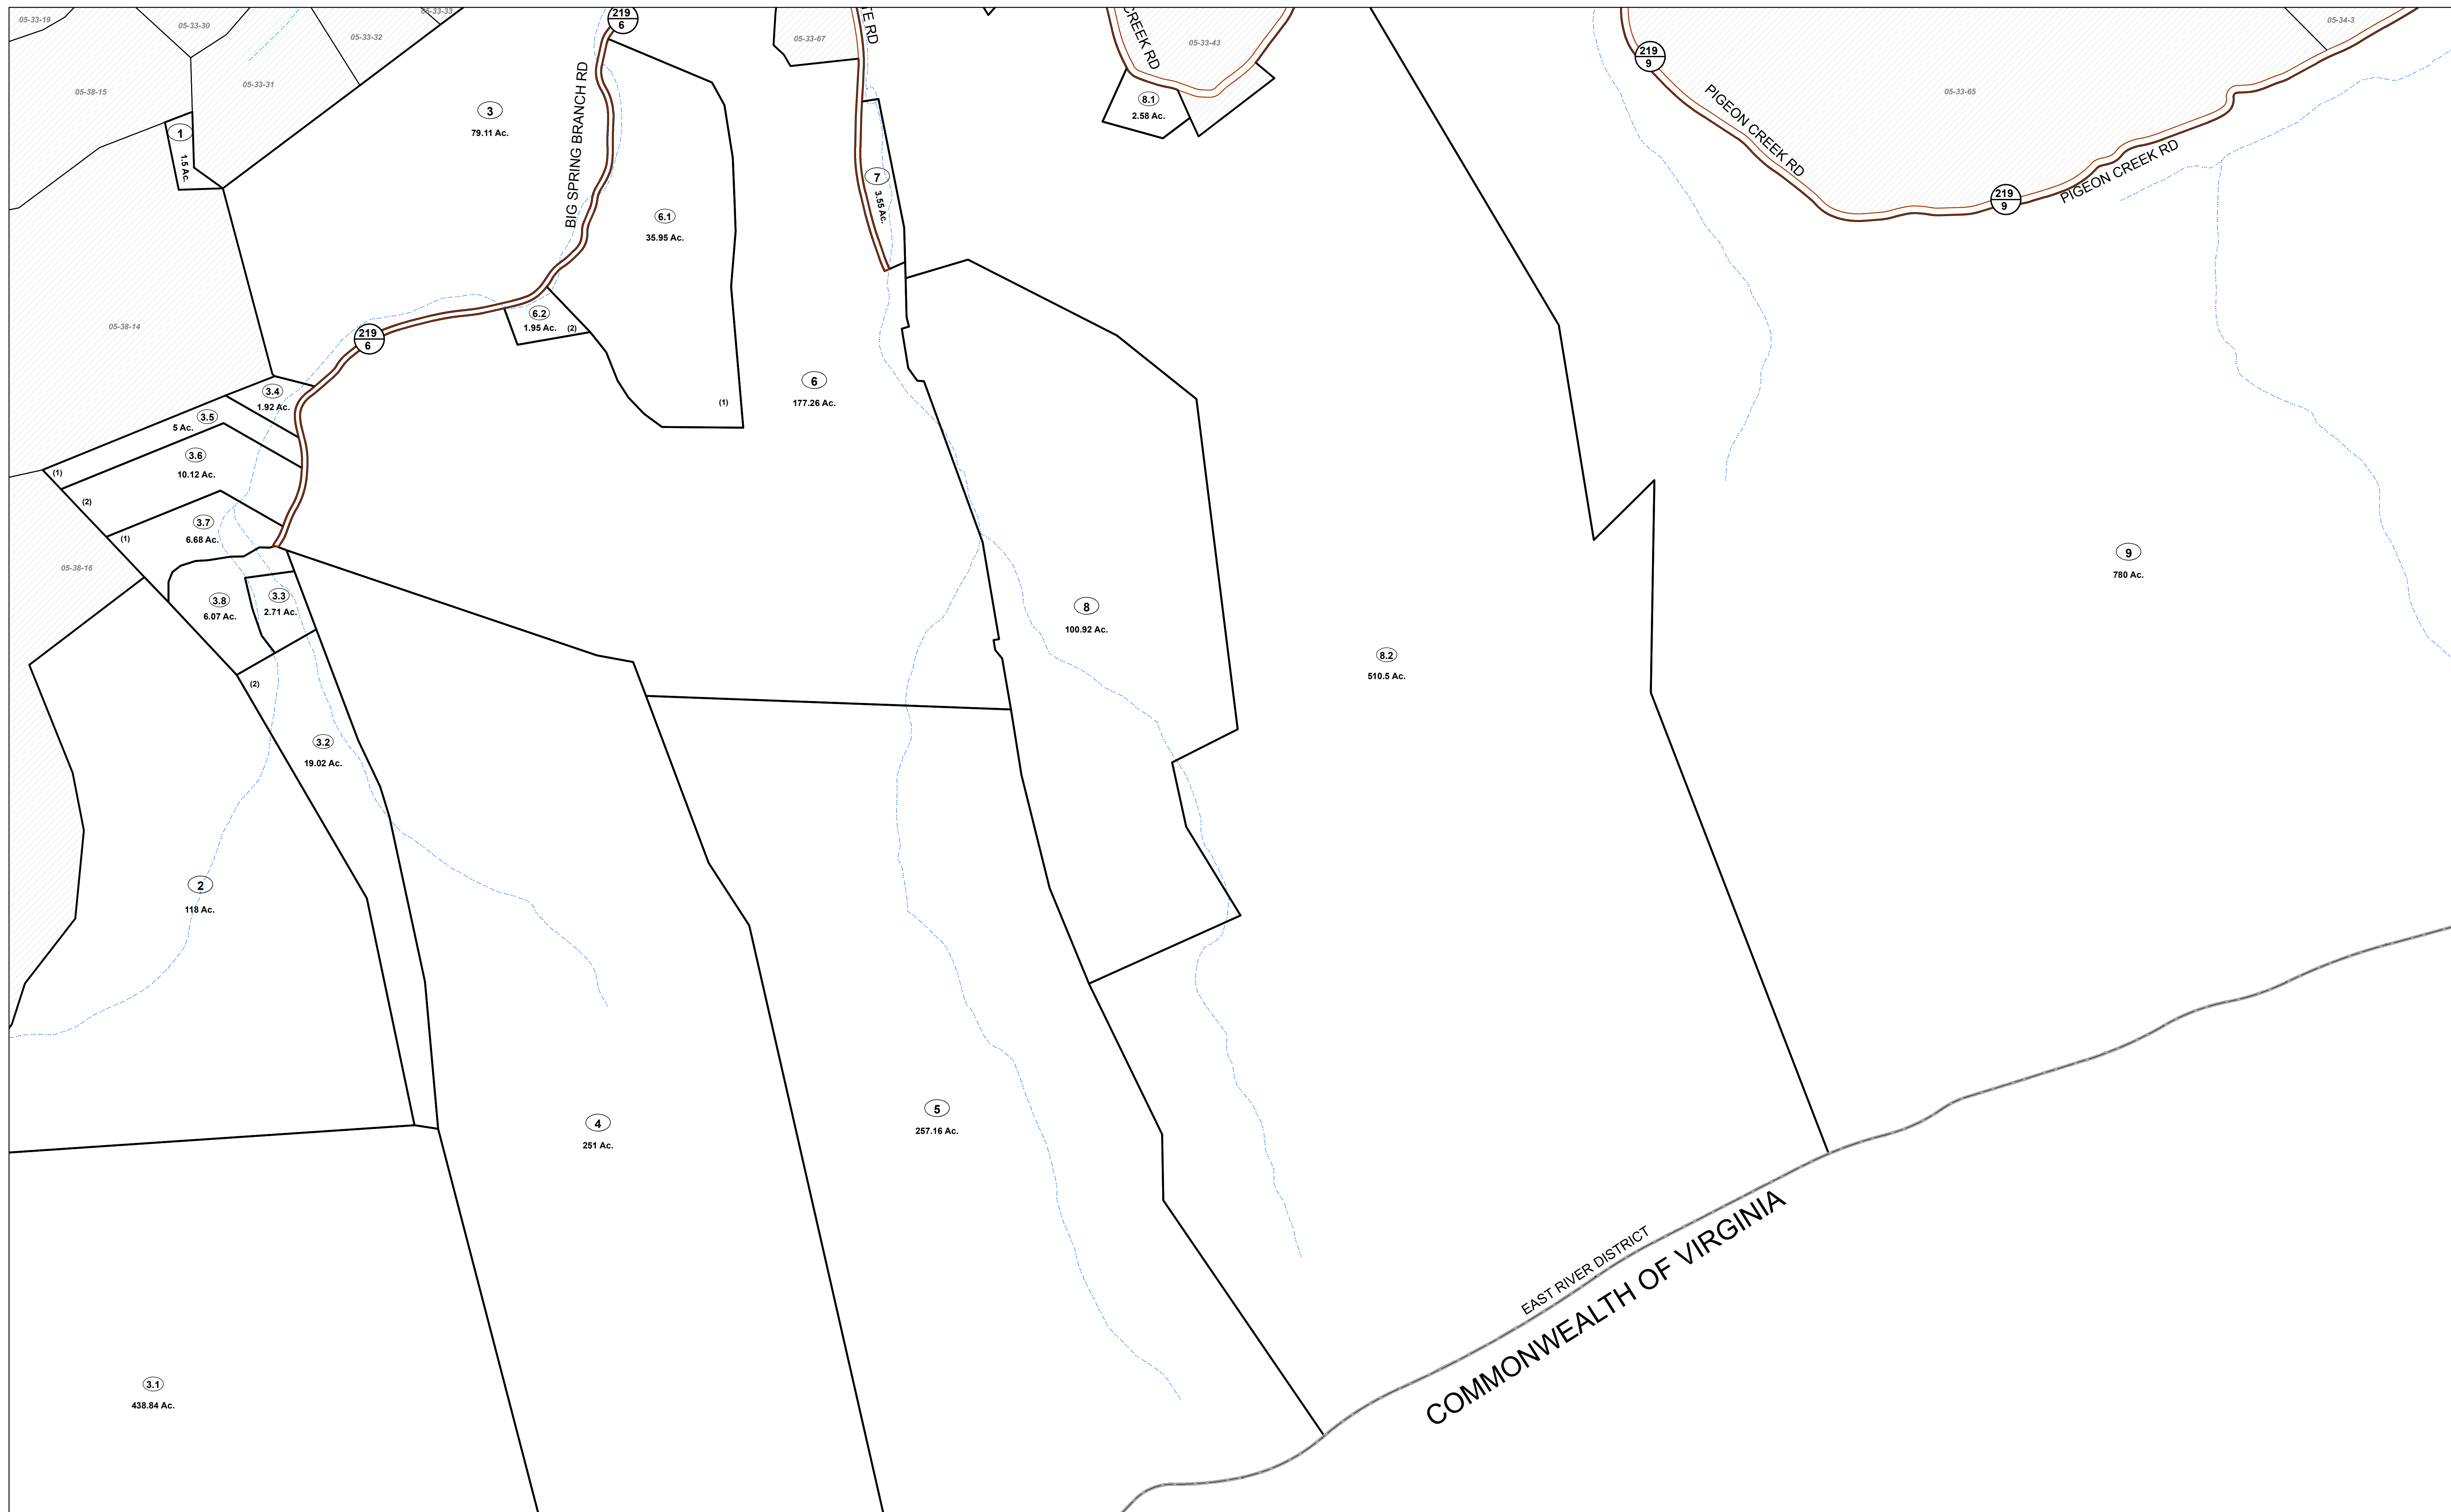 05-33-19
05-33-30
05-33-33
05-33-32
05-33-31
05-38-15
219
6
05-33-67
TE RD
CREEK RD
05-33-43
219
9
05-34-3
05-33-65
PIGEON CREEK RD
PIGEON CREEK RD
219
9
1
1.5 Ac.
3
79.11 Ac.
BIG SPRING BRANCH RD
8.1
2.58 Ac.
7
3.55 Ac.
6.1
35.95 Ac.
05-38-14
219
6
6.2
1.95 Ac.
(2)
6
177.26 Ac.
(1)
3.4
1.92 Ac.
3.5
5 Ac.
3.6
10.12 Ac.
(1)
(2)
3.7
6.68 Ac.
(1)
05-38-16
3.8
6.07 Ac.
3.3
2.71 Ac.
(2)
8
100.92 Ac.
9
780 Ac.
8.2
510.5 Ac.
3.2
19.02 Ac.
2
118 Ac.
4
251 Ac.
5
257.16 Ac.
3.1
438.84 Ac.
EAST RIVER DISTRICT
COMMONWEALTH OF VIRGINIA